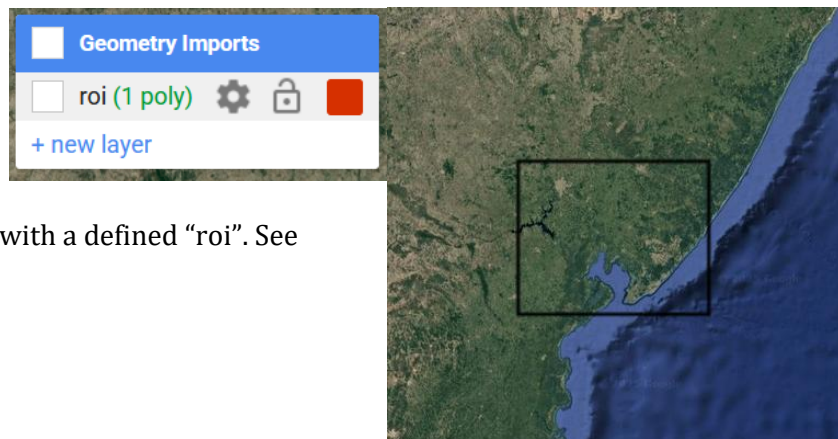 Geometry Imports
roi (1 poly)
+ new layer
with a defined “roi”. See